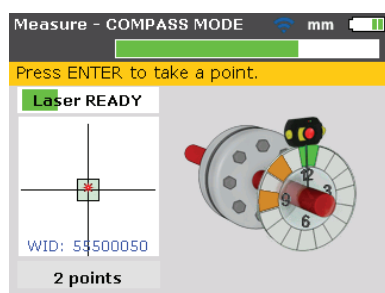 Measure - COMPASS MODE mm
Press ENTER to take a point.
Laser READY
12
3
9
6
WID: 55500050
2 points